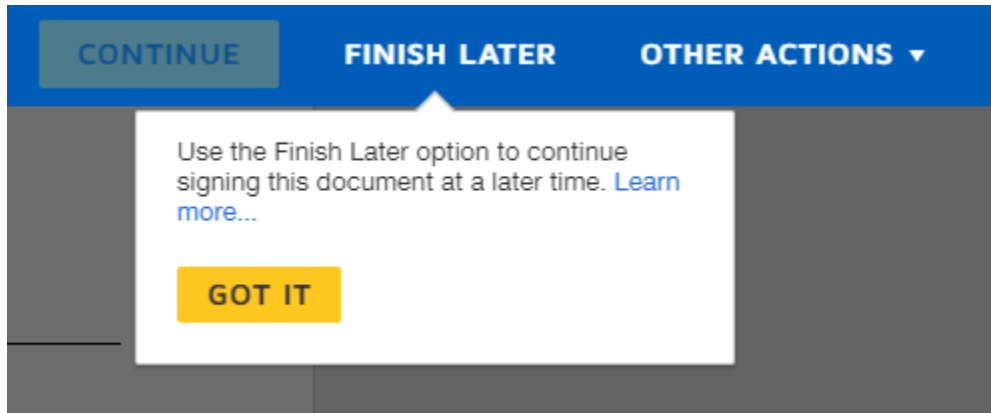 CONTINUE FINISH LATER OTHER ACTIONS
Use the Finish Later option to continue
signing this document at a later time. Learn
more...
GOT IT